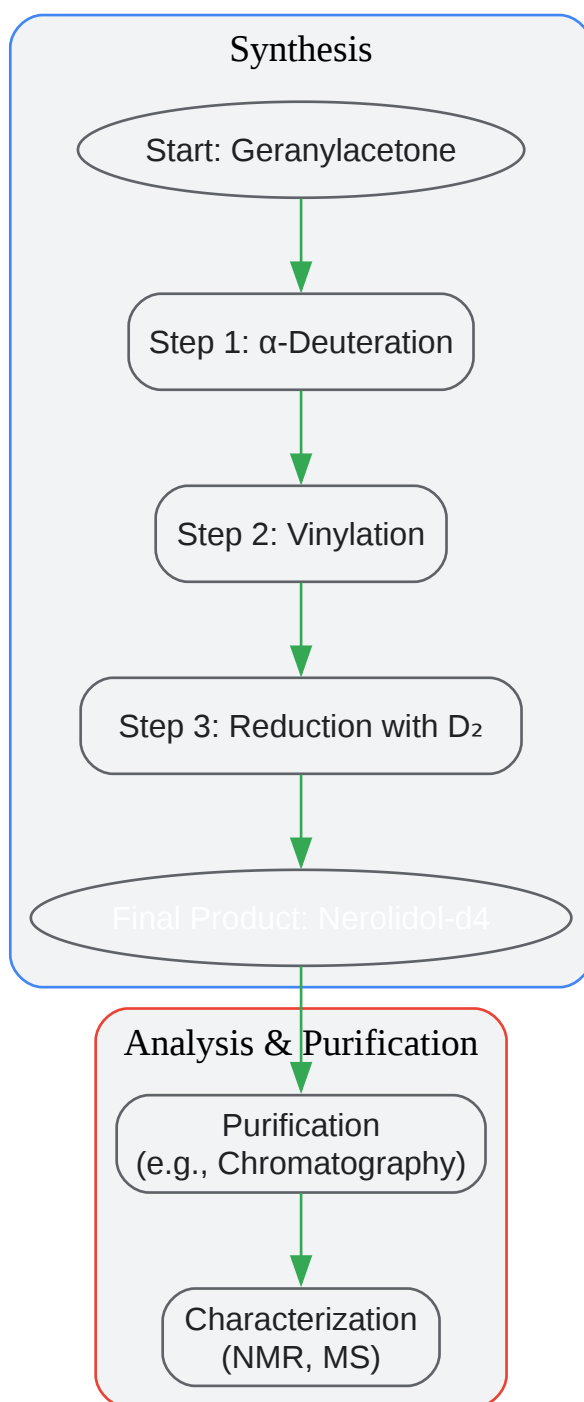 Synthesis
Start: Geranylacetone
Step 1: α-Deuteration
Step 2: Vinylation
Step 3: Reduction with D₂
Final Product: Nerolidol-d4
Analysis & Purification
Purification
(e.g., Chromatography)
Characterization
(NMR, MS)